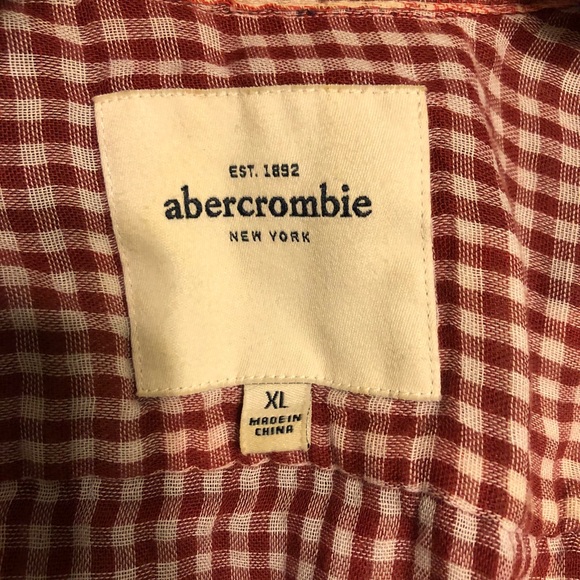 EST. 1892
abercrombie
NEW YORK
XL
MADE IN
CHINA